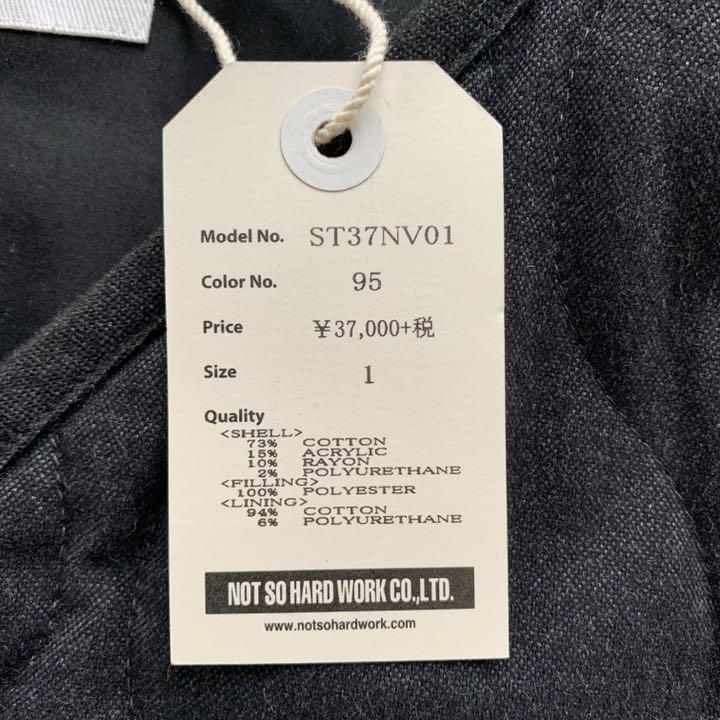 Model No. ST37NV01
Color No. 95
Price ¥37,000+税
Size 1
Quality
<SHELL>
73% COTTON
15% ACRYLIC
10% RAYON
2% POLYURETHANE
<FILLING>
100% POLYESTER
<LINING>
94% COTTON
6% POLYURETHANE
NOT SO HARD WORK CO.,LTD.
www.notsohardwork.com